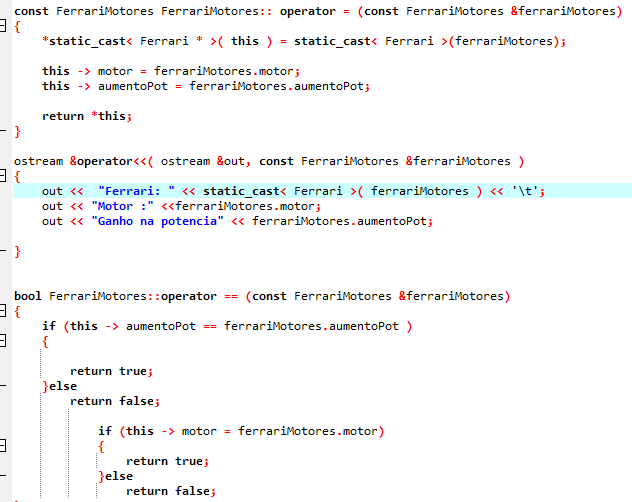 const FerrariMotores FerrariMotores:: operator = (const FerrariMotores &ferrariMotores)
{
    *static_cast< Ferrari * >( this ) = static_cast< Ferrari >(ferrariMotores);

    this -> motor = ferrariMotores.motor;
    this -> aumentoPot = ferrariMotores.aumentoPot;

    return *this;
}

ostream &operator<<( ostream &out, const FerrariMotores &ferrariMotores )
{
    out <<  "Ferrari: " << static_cast< Ferrari >( ferrariMotores ) << '\t';
    out << "Motor :" <<ferrariMotores.motor;
    out << "Ganho na potencia" << ferrariMotores.aumentoPot;

}


bool FerrariMotores::operator == (const FerrariMotores &ferrariMotores)
{
    if (this -> aumentoPot == ferrariMotores.aumentoPot )
    {

        return true;
    }else
        return false;

            if (this -> motor = ferrariMotores.motor)
            {
                return true;
            }else
                return false;